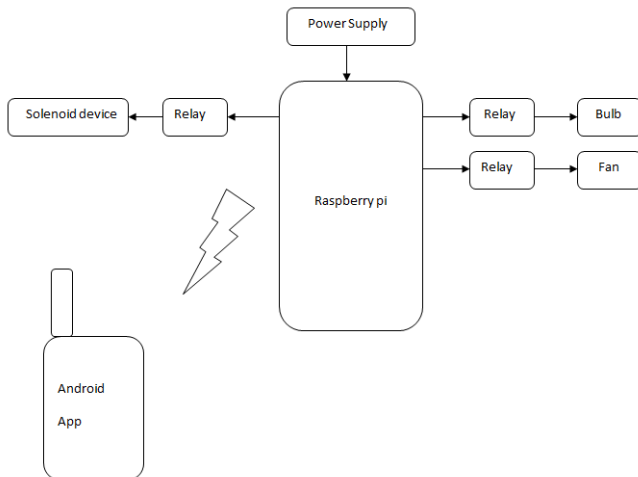 Power Supply
Solenoid device
Relay
Relay
Bulb
Relay
Fan
Raspberry pi
Android
App